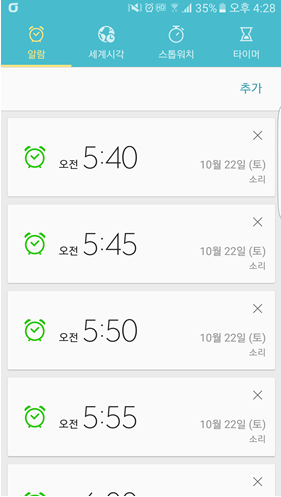 35% 오후 4:28
알람 세계시각 스톱워치 타이머
추가
오전 5:40
10월 22일 (토)
소리
오전 5:45
10월 22일 (토)
소리
오전 5:50
10월 22일 (토)
소리
오전 5:55
10월 22일 (토)
소리